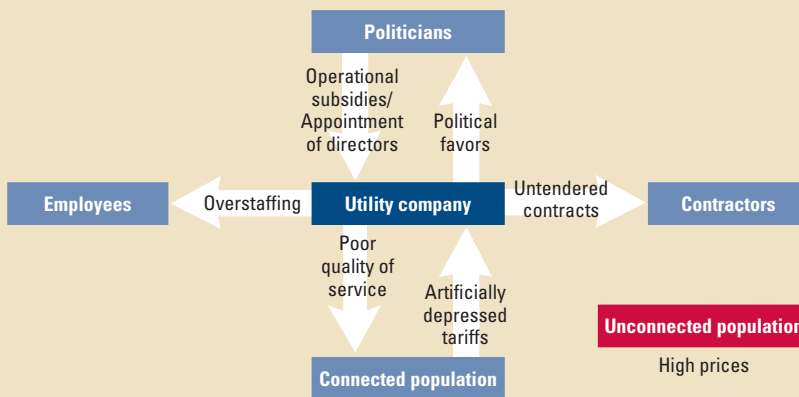 Politicians
Operational
subsidies/
Appointment
of directors
Political
favors
Employees
Overstaffing
Utility company
Untendered
contracts
Contractors
Poor
quality of
service
Artificially
depressed
tariffs
Unconnected population
High prices
Connected population